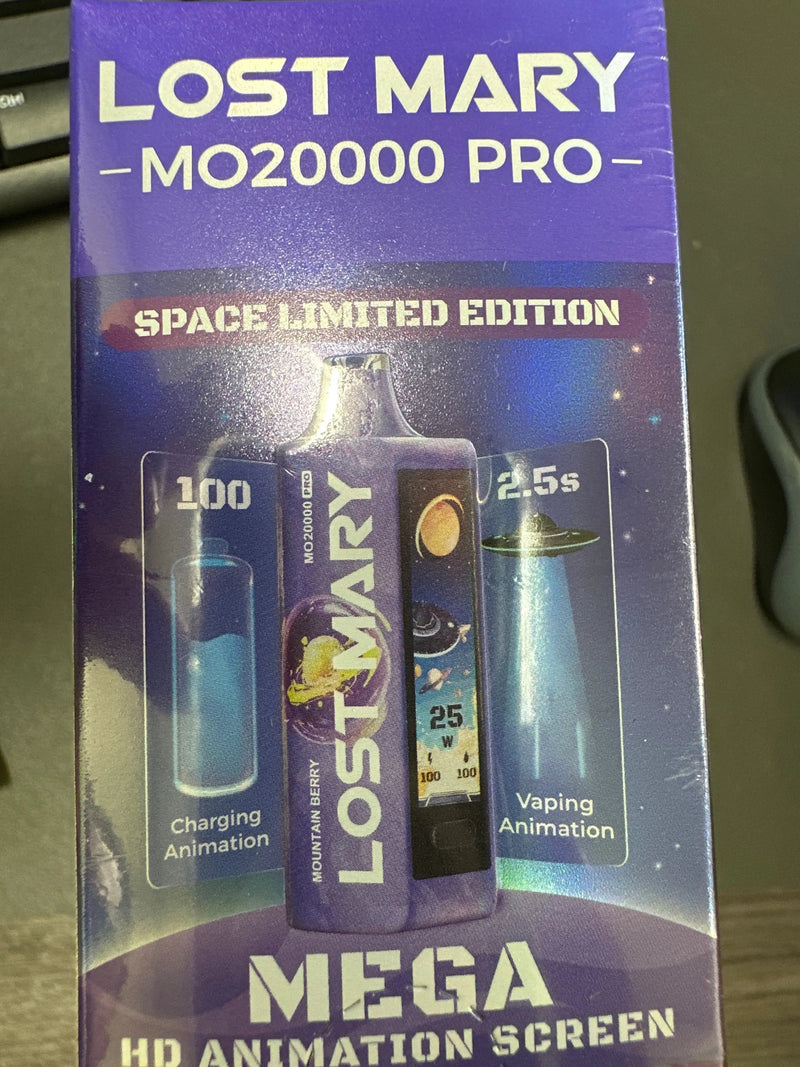 LOST MARY
-MO20000 PRO-
SPACE LIMITED EDITION
100
Charging
Animation
MO20000 PRO
LOST MARY
MOUNTAIN BERRY
25
W
100 100
2.5s
Vaping
Animation
MEGA
HD ANIMATION SCREEN